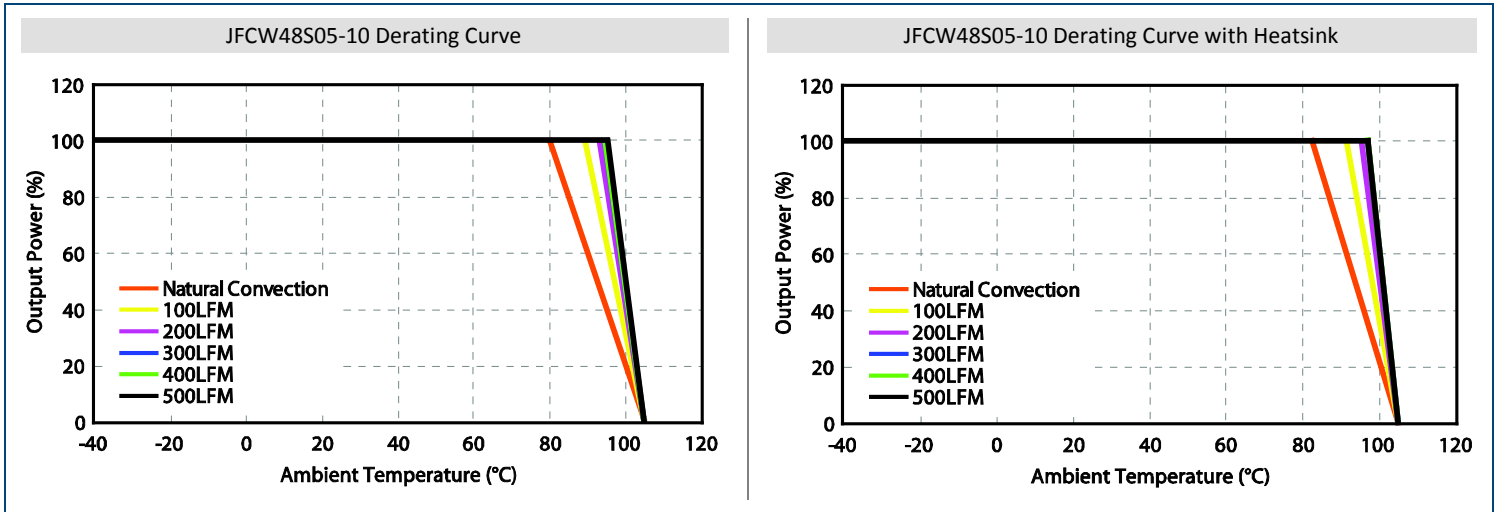 JFCW48S05-10 Derating Curve
120
100
80
60
40
20
0
Output Power (%)
Natural Convection
100LFM
200LFM
300LFM
400LFM
500LFM
-40 -20 0 20 40 60 80 100 120
Ambient Temperature (°C)
JFCW48S05-10 Derating Curve with Heatsink
120
100
80
60
40
20
0
Output Power (%)
Natural Convection
100LFM
200LFM
300LFM
400LFM
500LFM
-40 -20 0 20 40 60 80 100 120
Ambient Temperature (°C)